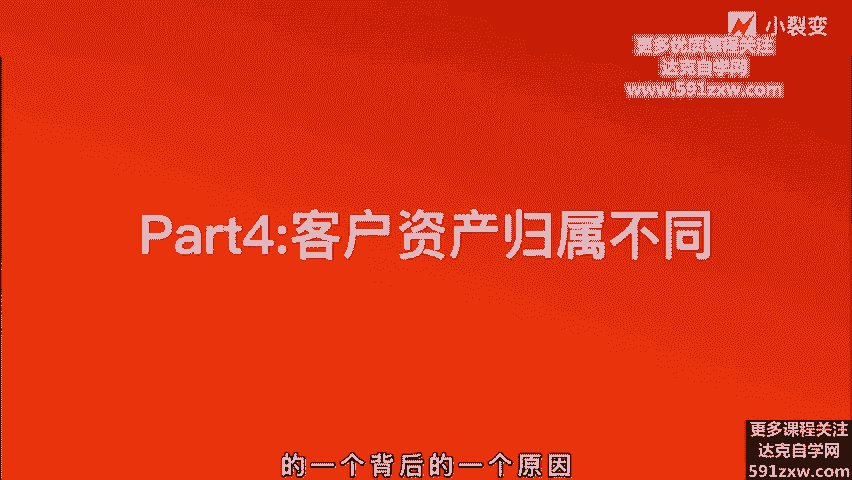 小裂变
更多优质课程关注
达克自学网
www.591zxw.com
Part4:客户资产归属不同
的一个背后的一个原因
更多课程关注
达克自学网
591zxw.com